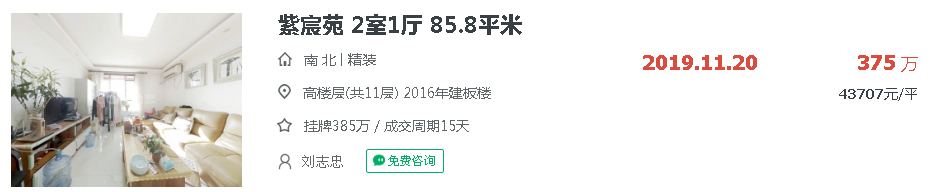 紫宸苑 2室1厅 85.8平米
南 北 | 精装
2019.11.20
375 万
高楼层(共11层) 2016年建板楼
43707元/平
挂牌385万 / 成交周期15天
刘志忠
免费咨询